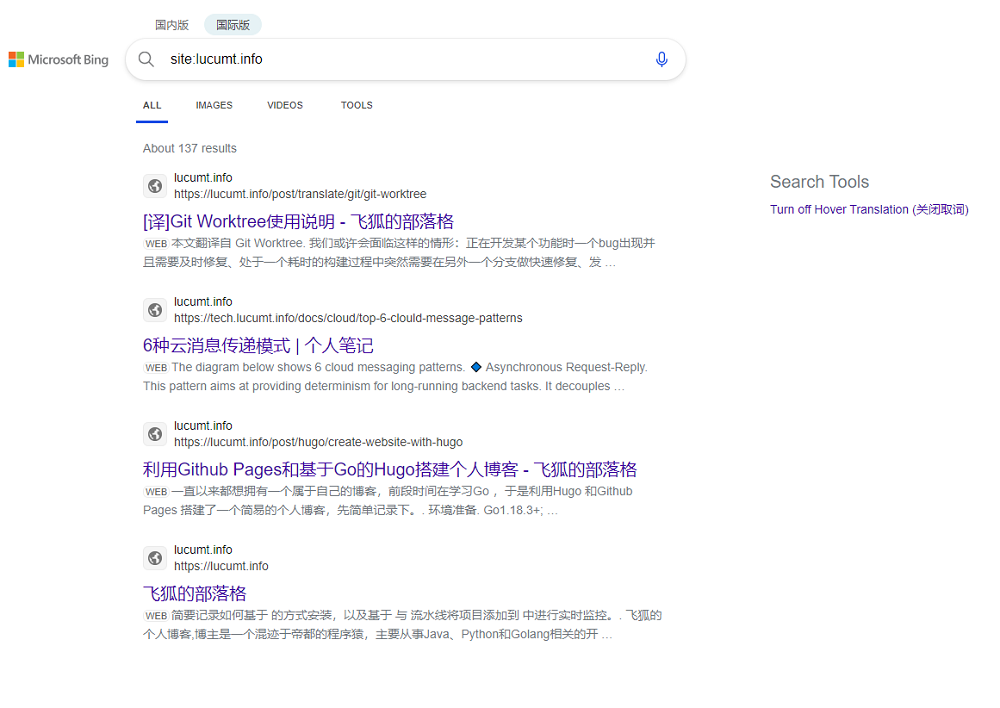 国内版 国际版
Microsoft Bing
site:lucumt.info
ALL IMAGES VIDEOS TOOLS
About 137 results
lucumt.info
https://lucumt.info/post/translate/git/git-worktree
[译]Git Worktree使用说明 - 飞狐的部落格
WEB 本文翻译自 Git Worktree. 我们或许会面临这样的情形：正在开发某个功能时一个bug出现并
且需要及时修复、处于一个耗时的构建过程中突然需要在另外一个分支做快速修复、发 …
lucumt.info
https://tech.lucumt.info/docs/cloud/top-6-clould-message-patterns
6种云消息传递模式 | 个人笔记
WEB The diagram below shows 6 cloud messaging patterns. 🔹 Asynchronous Request-Reply.
This pattern aims at providing determinism for long-running backend tasks. It decouples …
lucumt.info
https://lucumt.info/post/hugo/create-website-with-hugo
利用Github Pages和基于Go的Hugo搭建个人博客 - 飞狐的部落格
WEB 一直以来都想拥有一个属于自己的博客，前段时间在学习Go ，于是利用Hugo 和Github
Pages 搭建了一个简易的个人博客，先简单记录下。. 环境准备. Go1.18.3+; …
lucumt.info
https://lucumt.info
飞狐的部落格
WEB 简要记录如何基于 的方式安装，以及基于 与 流水线将项目添加到 中进行实时监控。. 飞狐的
个人博客,博主是一个混迹于帝都的程序猿，主要从事Java、Python和Golang相关的开 …
Search Tools
Turn off Hover Translation (关闭取词)